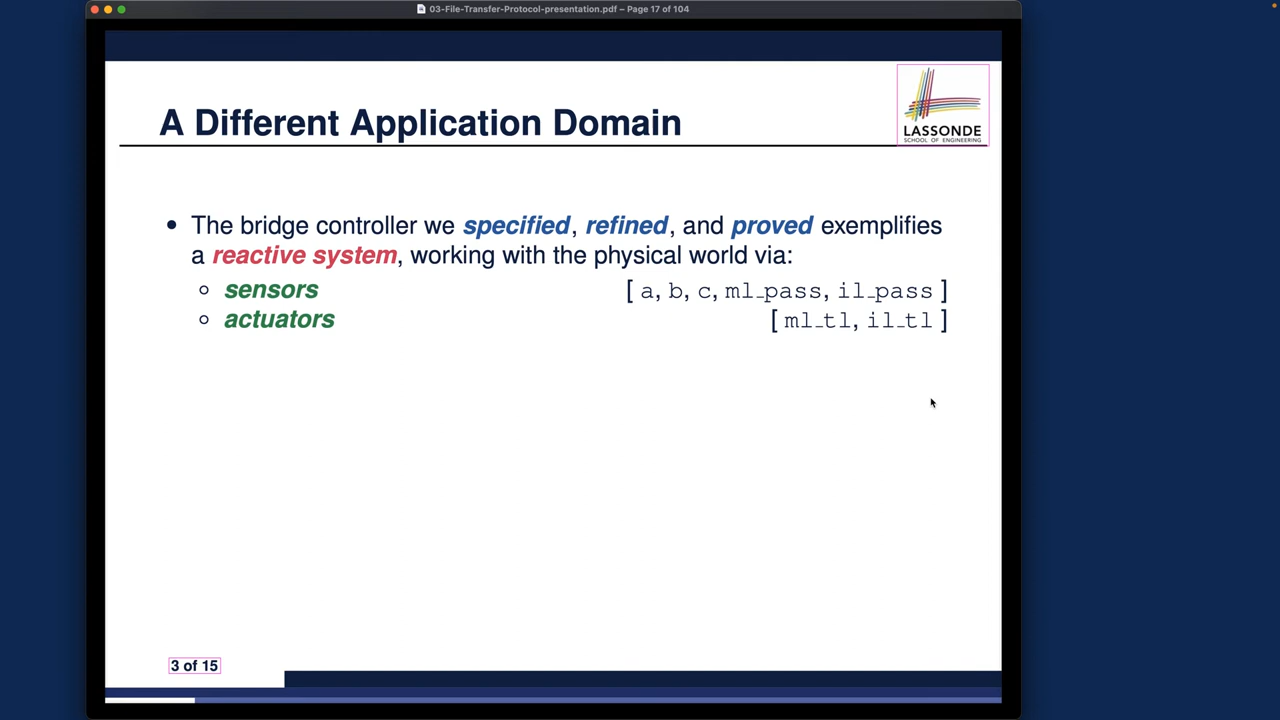 03-File-Transfer-Protocol-presentation.pdf – Page 17 of 104
A Different Application Domain
LASSONDE
SCHOOL OF ENGINEERING
• The bridge controller we specified, refined, and proved exemplifies
a reactive system, working with the physical world via:
○ sensors [ a, b, c, ml_pass, il_pass ]
○ actuators [ ml_tl, il_tl ]
3 of 15